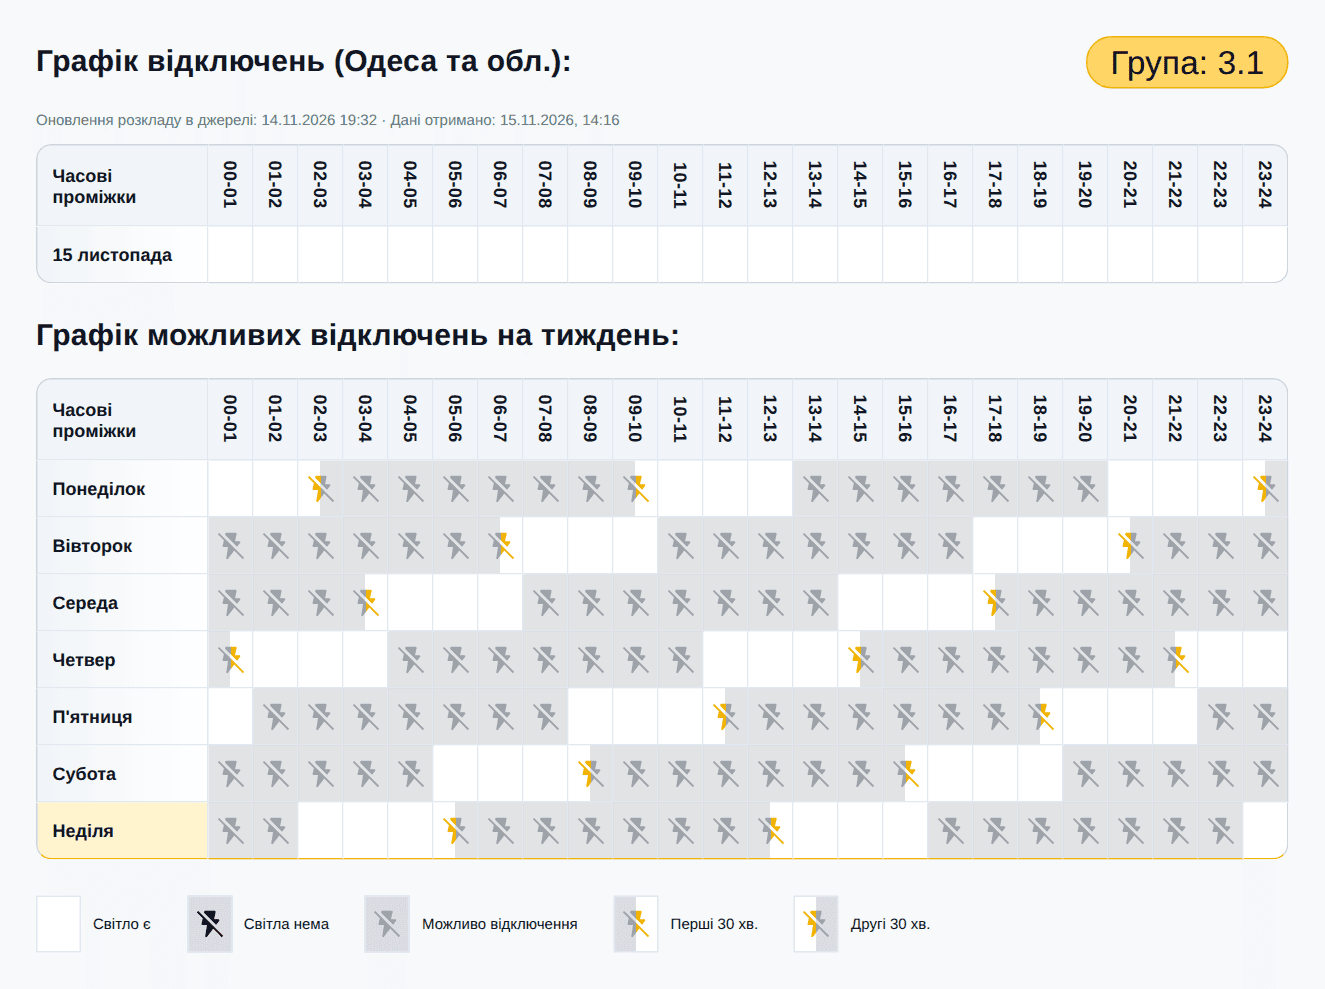 Графік відключень (Одеса та обл.):
Група: 3.1
Оновлення розкладу в джерелі: 14.11.2026 19:32 · Дані отримано: 15.11.2026, 14:16
Часові проміжки 00-01 01-02 02-03 03-04 04-05 05-06 06-07 07-08 08-09 09-10 10-11 11-12 12-13 13-14 14-15 15-16 16-17 17-18 18-19 19-20 20-21 21-22 22-23 23-24
15 листопада
Графік можливих відключень на тиждень:
Часові проміжки 00-01 01-02 02-03 03-04 04-05 05-06 06-07 07-08 08-09 09-10 10-11 11-12 12-13 13-14 14-15 15-16 16-17 17-18 18-19 19-20 20-21 21-22 22-23 23-24
Понеділок
Вівторок
Середа
Четвер
П'ятниця
Субота
Неділя
Світло є Світла нема Можливо відключення Перші 30 хв. Другі 30 хв.